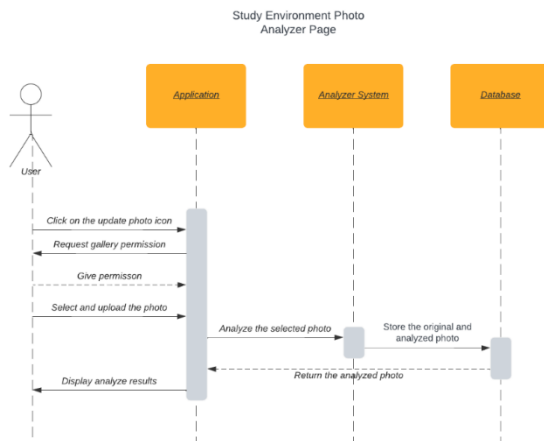 Study Environment Photo
Analyzer Page
Application
Analyzer System
Database
User
Click on the update photo icon
Request gallery permission
Give permisson
Select and upload the photo
Analyze the selected photo
Store the original and
analyzed photo
Return the analyzed photo
Display analyze results